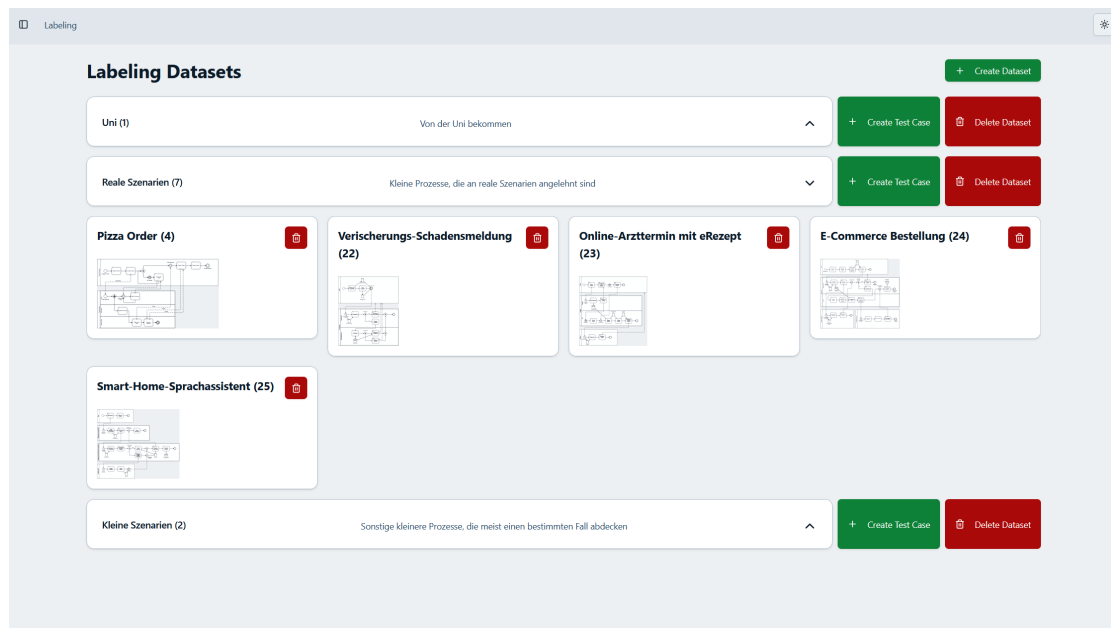 Labeling
Labeling Datasets
Create Dataset
Uni (1)
Von der Uni bekommen
Create Test Case
Delete Dataset
Reale Szenarien (7)
Kleine Prozesse, die an reale Szenarien angelehnt sind
Create Test Case
Delete Dataset
Pizza Order (4)
Verischerungs-Schadensmeldung
(22)
Online-Arzttermin mit eRezept
(23)
E-Commerce Bestellung (24)
Smart-Home-Sprachassistent (25)
Kleine Szenarien (2)
Sonstige kleinere Prozesse, die meist einen bestimmten Fall abdecken
Create Test Case
Delete Dataset